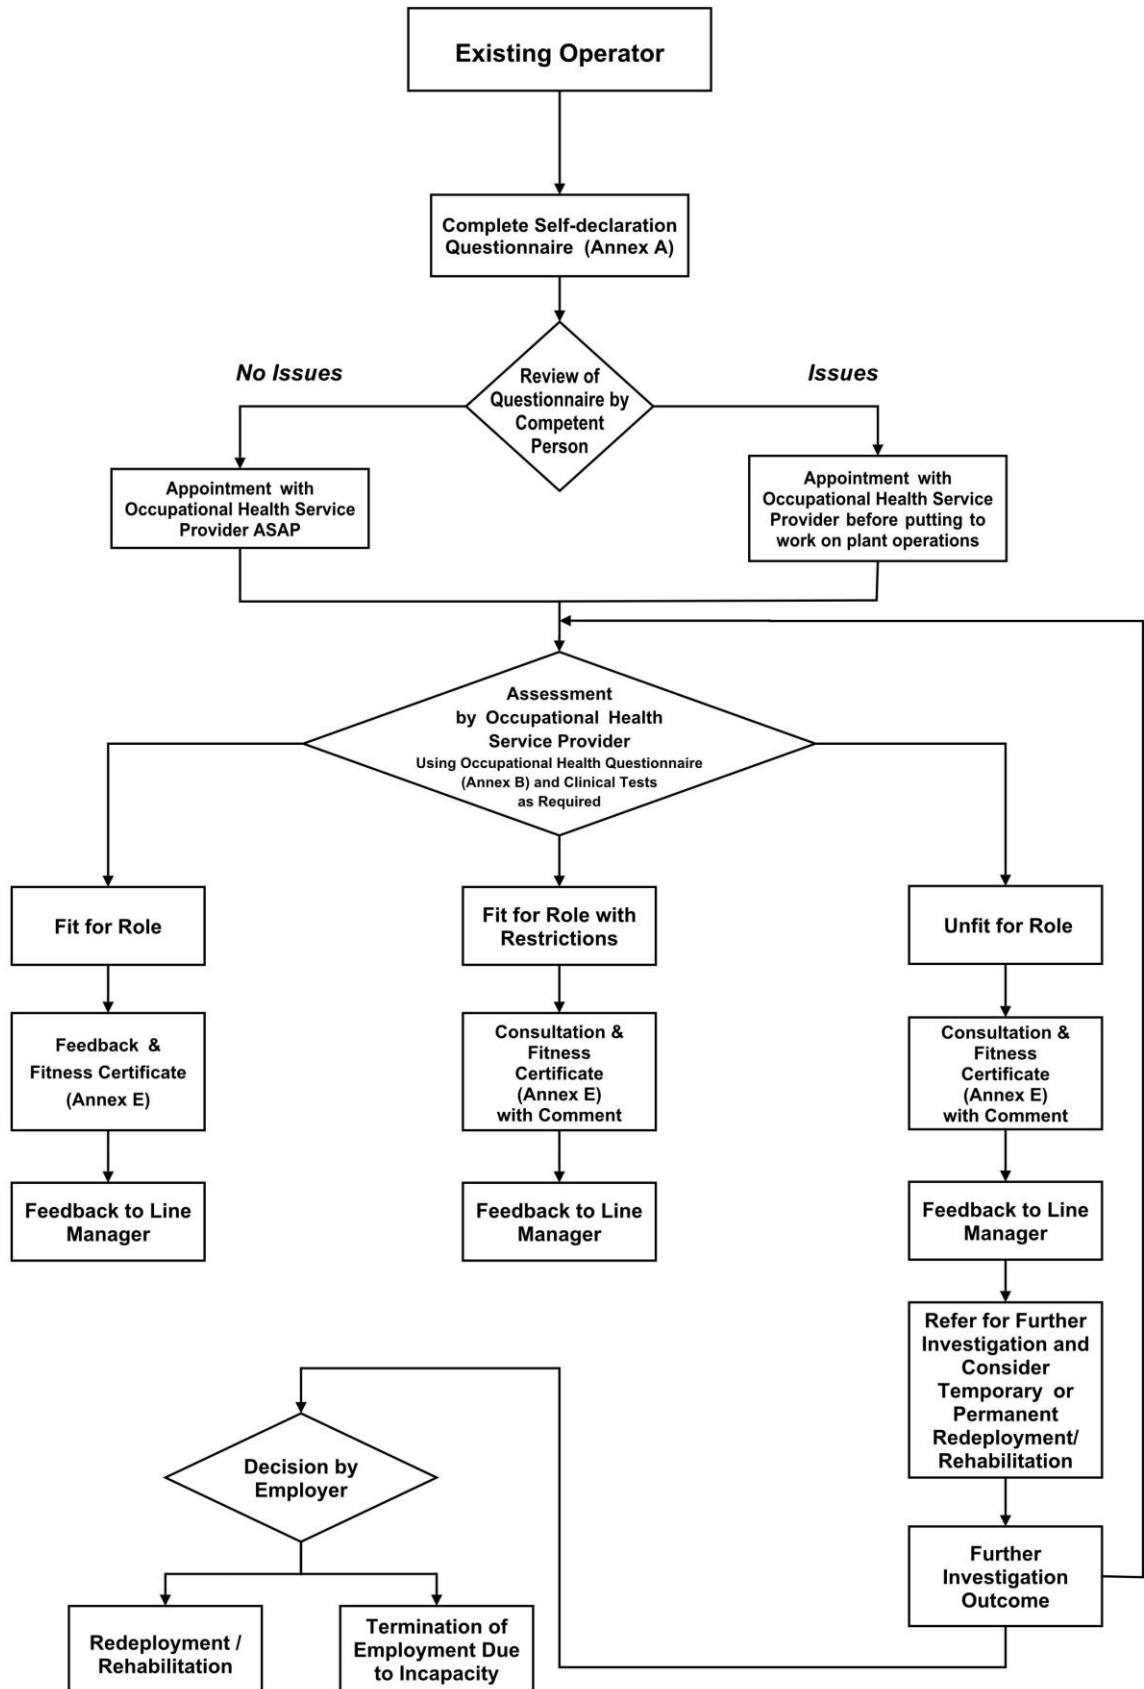 Existing Operator
Complete Self-declaration
Questionnaire (Annex A)
No Issues
Review of
Questionnaire by
Competent
Person
Issues
Appointment with
Occupational Health Service
Provider ASAP
Appointment with
Occupational Health Service
Provider before putting to
work on plant operations
Assessment
by Occupational Health
Service Provider
Using Occupational Health Questionnaire
(Annex B) and Clinical Tests
as Required
Fit for Role
Fit for Role with
Restrictions
Unfit for Role
Feedback &
Fitness Certificate
(Annex E)
Consultation &
Fitness
Certificate
(Annex E)
with Comment
Consultation &
Fitness
Certificate
(Annex E)
with Comment
Feedback to Line
Manager
Feedback to Line
Manager
Feedback to Line
Manager
Refer for Further
Investigation and
Consider
Temporary or
Permanent
Redeployment/
Rehabilitation
Decision by
Employer
Further
Investigation
Outcome
Redeployment /
Rehabilitation
Termination of
Employment Due
to Incapacity